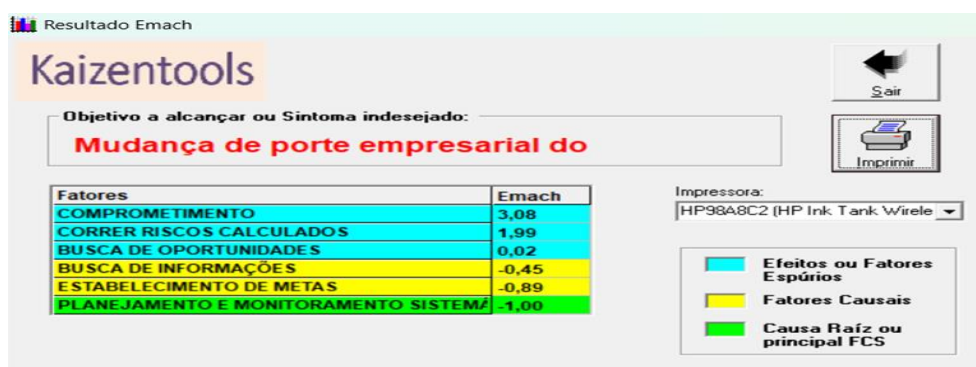 Resultado Emach
Kaizentools
Sair
Objetivo a alcançar ou Sintoma indesejado:
Mudança de porte empresarial do
Imprimir
Fatores Emach
COMPROMETIMENTO 3,08
CORRER RISCOS CALCULADOS 1,99
BUSCA DE OPORTUNIDADES 0,02
BUSCA DE INFORMAÇÕES -0,45
ESTABELECIMENTO DE METAS -0,89
PLANEJAMENTO E MONITORAMENTO SISTEMÁ -1,00
Impressora:
HP98A8C2 (HP Ink Tank Wirele
Efeitos ou Fatores
Espúrios
Fatores Causais
Causa Raíz ou
principal FCS